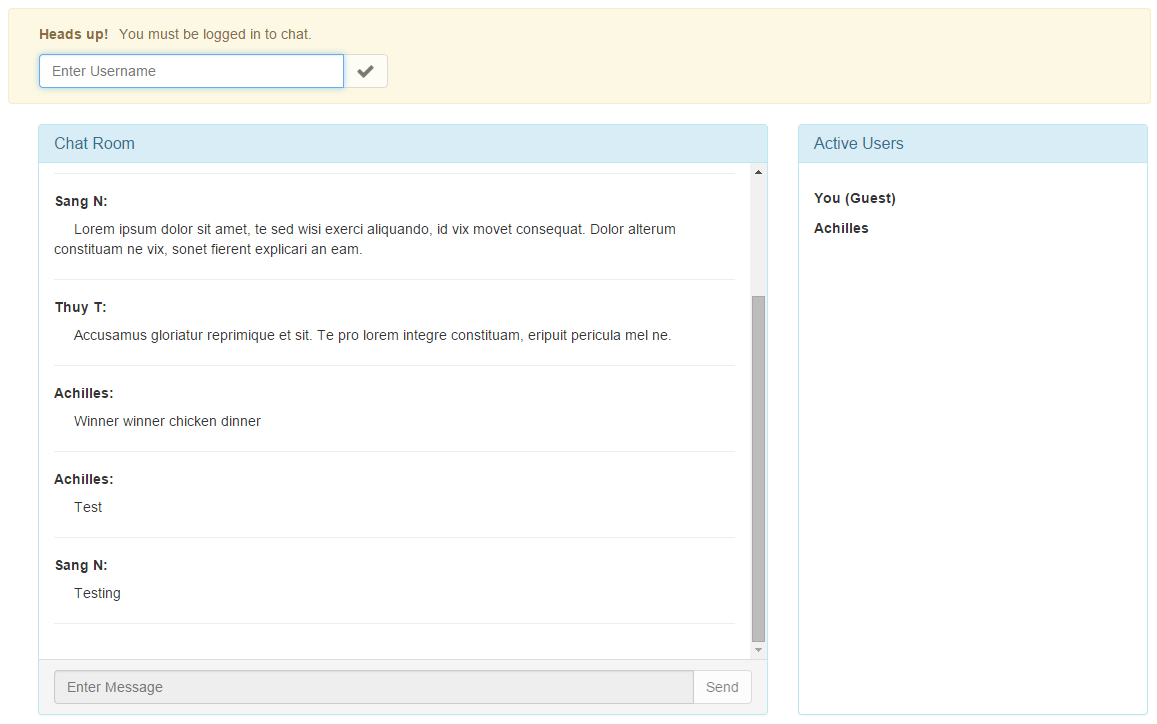 Heads up! You must be logged in to chat.
Enter Username
Chat Room
Sang N:
Lorem ipsum dolor sit amet, te sed wisi exerci aliquando, id vix movet consequat. Dolor alterum
constituam ne vix, sonet fierent explicari an eam.
Thuy T:
Accusamus gloriatur reprimique et sit. Te pro lorem integre constituam, eripuit pericula mel ne.
Achilles:
Winner winner chicken dinner
Achilles:
Test
Sang N:
Testing
Enter Message
Send
Active Users
You (Guest)
Achilles